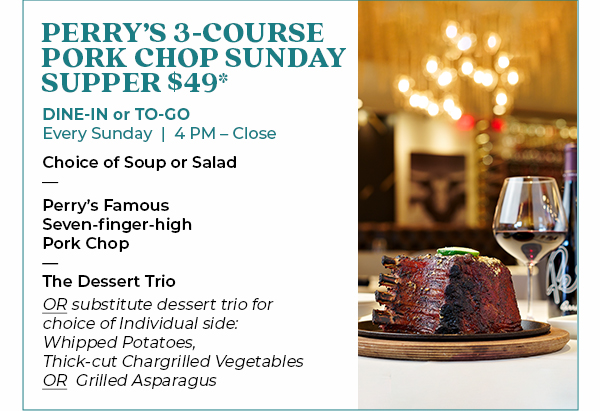 PERRY’S 3-COURSE
PORK CHOP SUNDAY
SUPPER $49*
DINE-IN or TO-GO
Every Sunday | 4 PM – Close
Choice of Soup or Salad
—
Perry’s Famous
Seven-finger-high
Pork Chop
—
The Dessert Trio
OR substitute dessert trio for
choice of Individual side:
Whipped Potatoes,
Thick-cut Chargrilled Vegetables
OR Grilled Asparagus